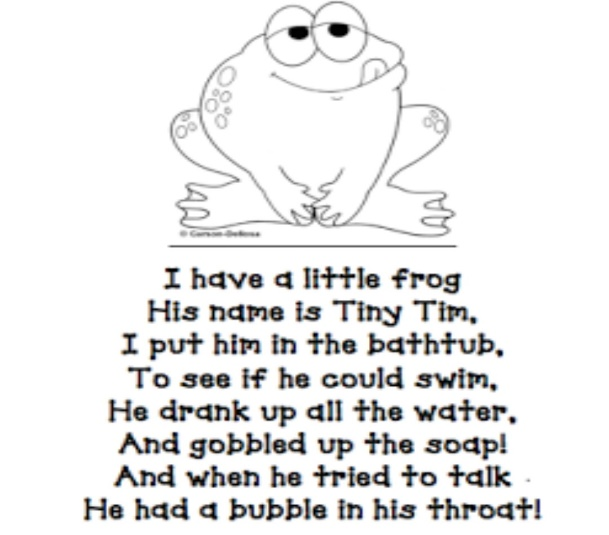 © Carson-Dellosa
I have a little frog
His name is Tiny Tim.
I put him in the bathtub,
To see if he could swim,
He drank up all the water,
And gobbled up the soap!
And when he tried to talk
He had a bubble in his throat!